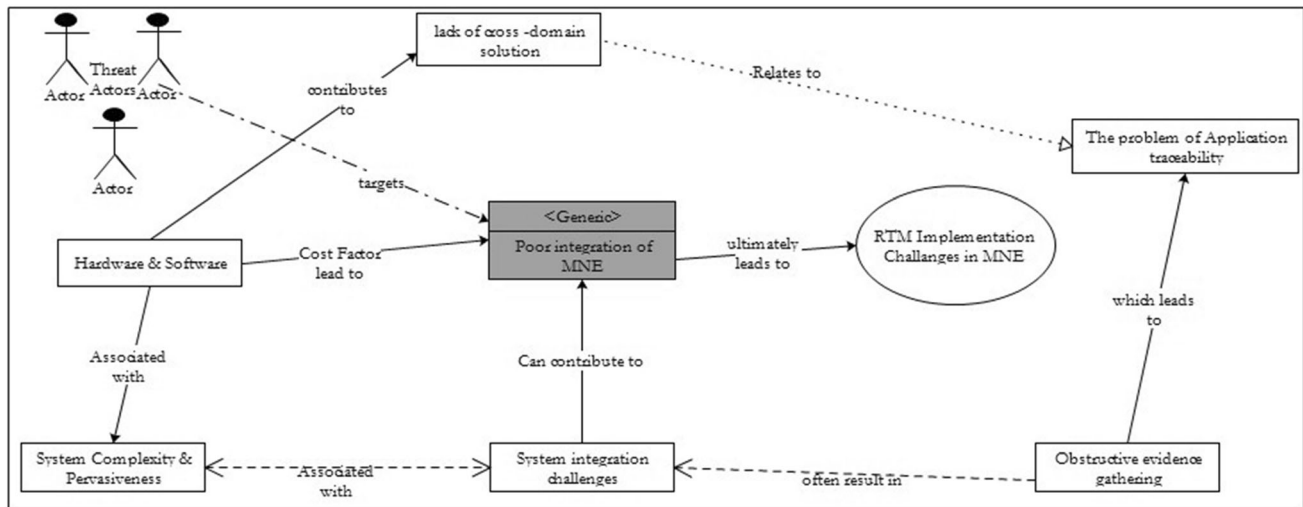 lack of cross -domain
solution
Threat
Actors
Actor
Actor
Actor
contributes
to
Relates to
The problem of Application
traceability
targets
<Generic>
Poor integration of
MNE
Hardware & Software
Cost Factor
lead to
ultimately
leads to
RTM Implementation
Challanges in MNE
which leads
to
Associated
with
Can contribute to
System Complexity &
Pervasiveness
Associated
with
System integration
challenges
often result in
Obstructive evidence
gathering